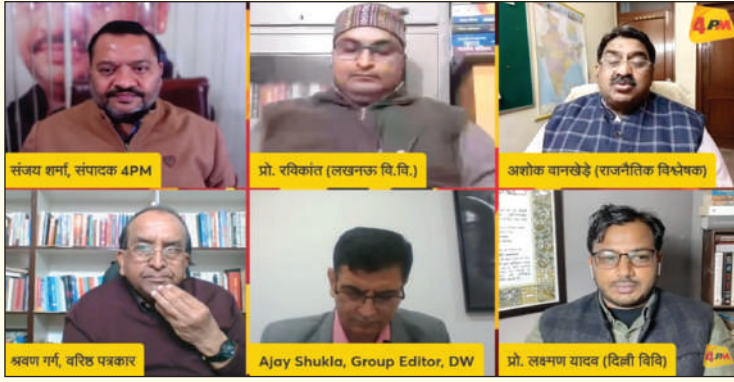 4PM
संजय शर्मा, संपादक 4PM
प्रो. रविकांत (लखनऊ वि.वि.)
अशोक वानखेड़े (राजनैतिक विश्लेषक)
श्रवण गर्ग, वरिष्ठ पत्रकार
Ajay Shukla, Group Editor, DW
प्रो. लक्ष्मण यादव (दिल्ली विवि)
4PM